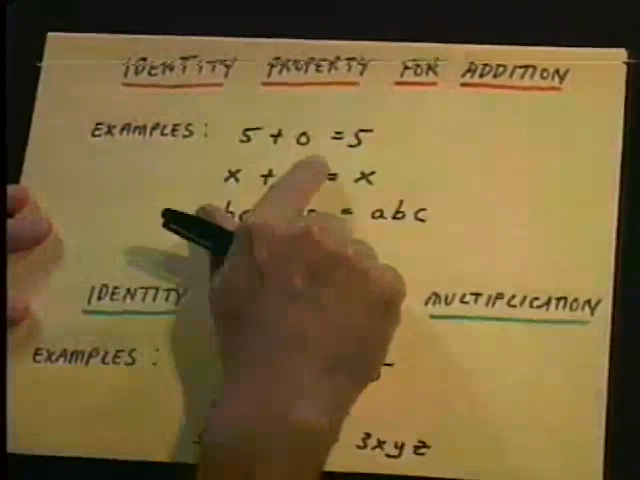 IDENTITY PROPERTY FOR ADDITION
EXAMPLES: 5 + 0 = 5
x + = x
= abc
IDENTITY MULTIPLICATION
EXAMPLES:
3xyz